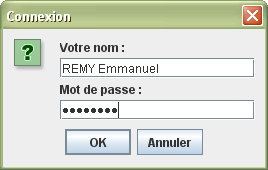 Connexion
Votre nom :
REMY Emmanuel
Mot de passe :
●●●●●●●●
OK Annuler